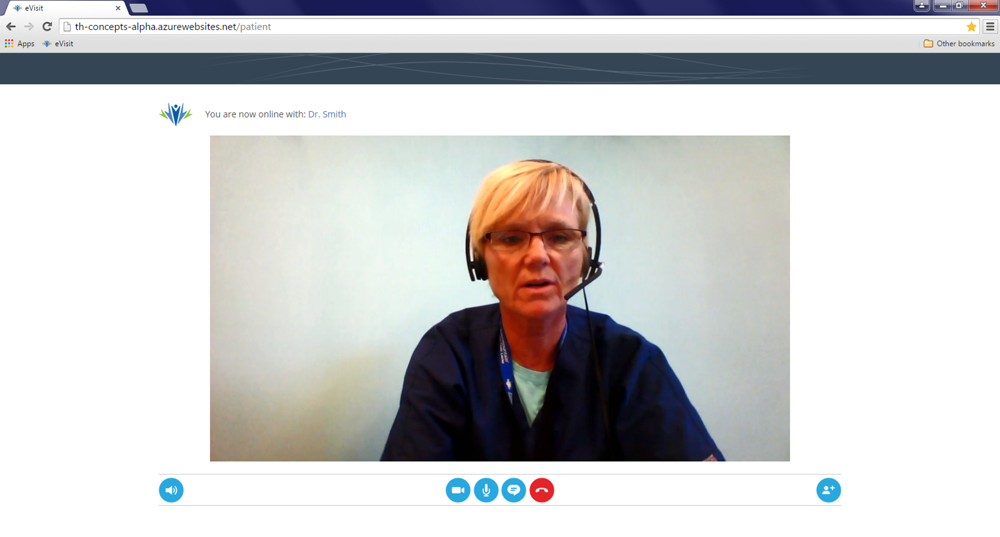 eVisit
th-concepts-alpha.azurewebsites.net/patient
Apps eVisit Other bookmarks
You are now online with: Dr. Smith